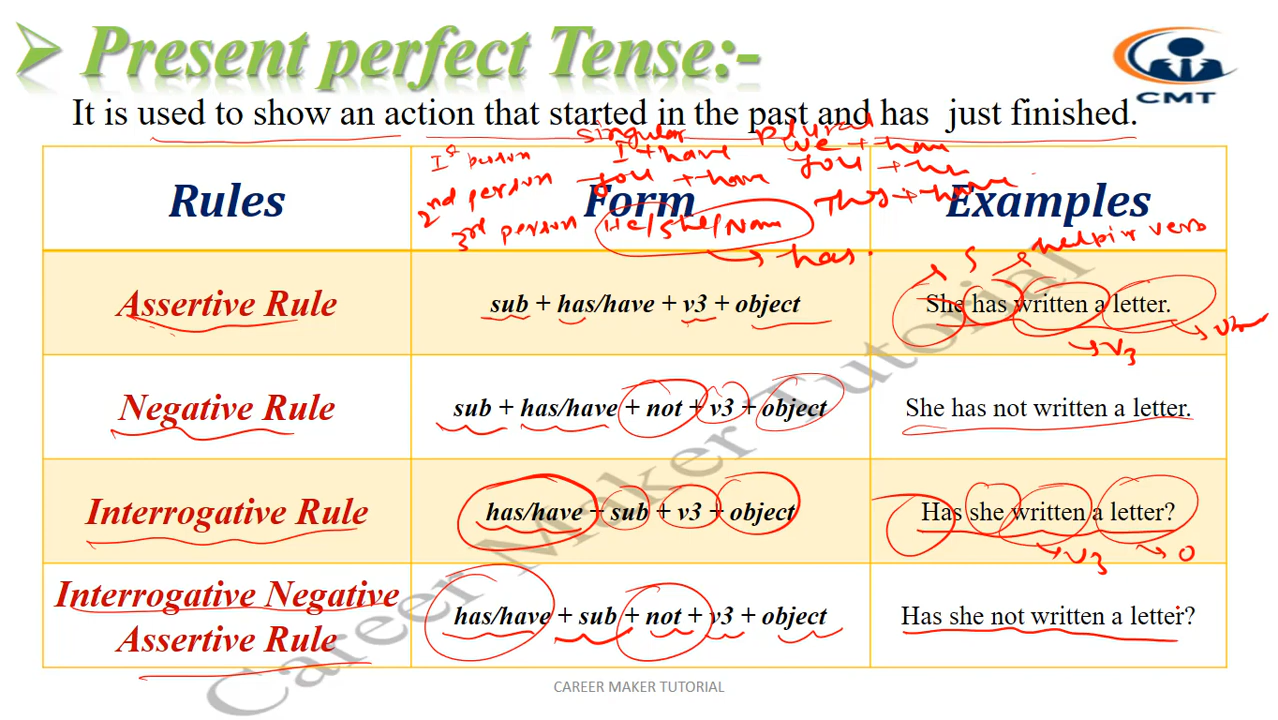 Present perfect Tense:-
CMT
It is used to show an action that started in the past and has just finished.
singular plural
Ist person I + have We + have
2nd person You + have You + ha
3rd person He/She/Name They + have
has.
Rules Form Examples
S helpin verb
Assertive Rule sub + has/have + v3 + object She has written a letter.
V3
Negative Rule sub + has/have + not + v3 + object She has not written a letter.
Interrogative Rule has/have + sub + v3 + object Has she written a letter?
V3 O
Interrogative Negative
Assertive Rule has/have + sub + not + v3 + object Has she not written a letter?
Career Maker Tutorial
CAREER MAKER TUTORIAL